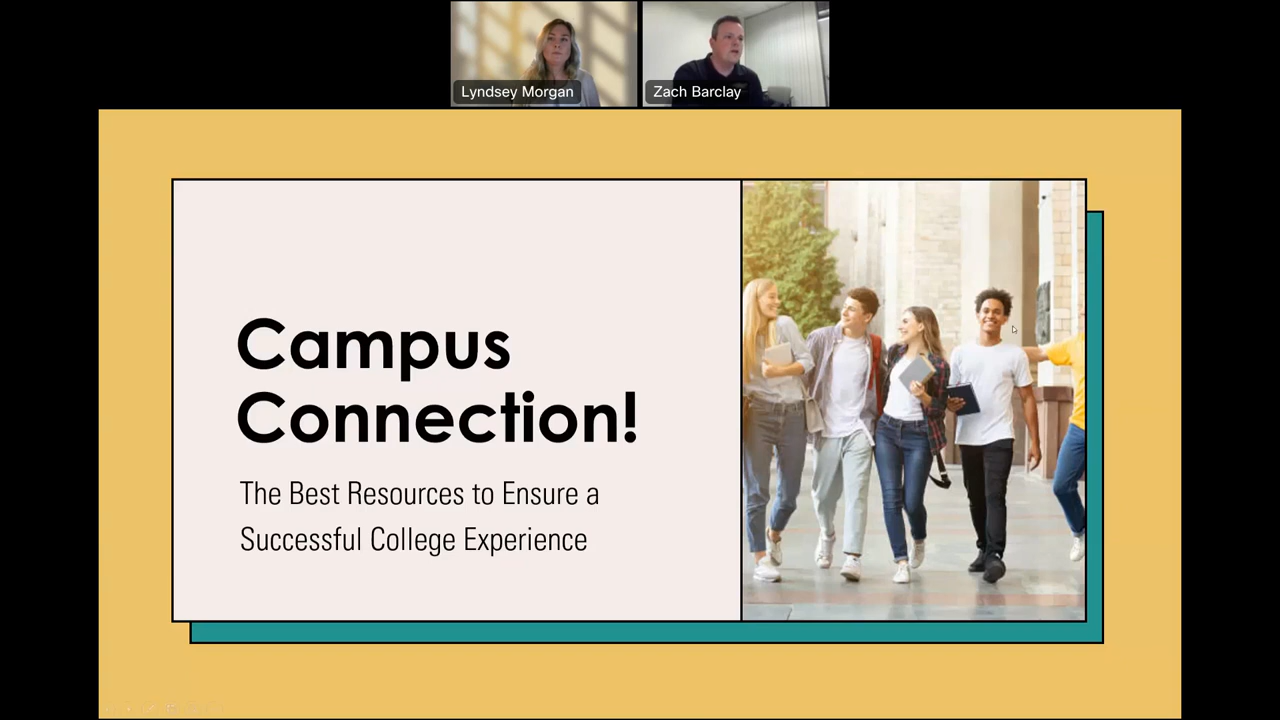 Lyndsey Morgan
Zach Barclay
Campus
Connection!
The Best Resources to Ensure a
Successful College Experience